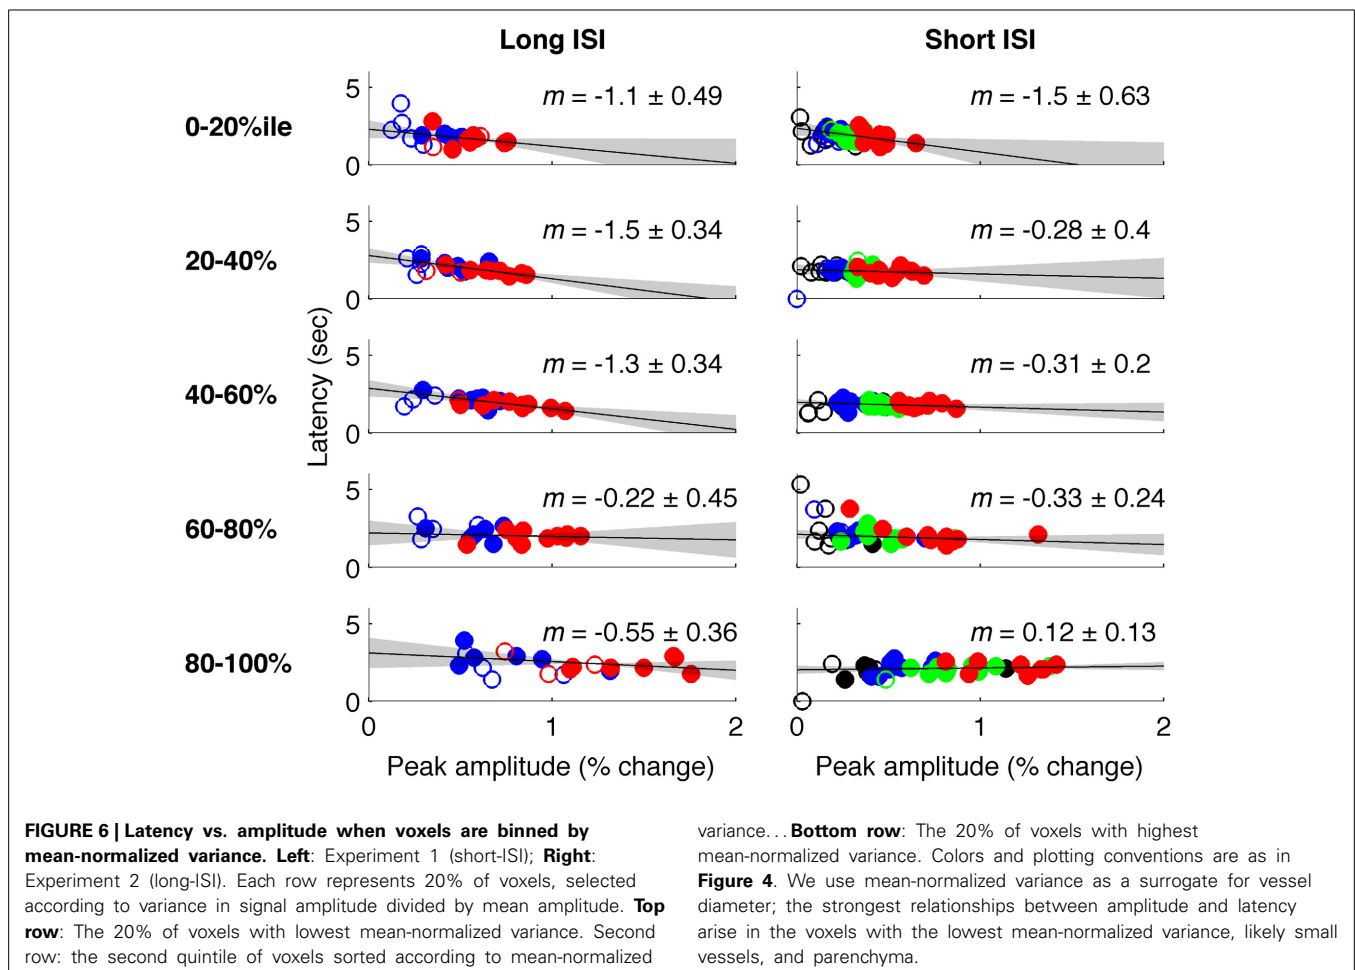 Long ISI
Short ISI
0-20%ile
5
0
m = -1.1 ± 0.49
m = -1.5 ± 0.63
20-40%
5
0
m = -1.5 ± 0.34
m = -0.28 ± 0.4
40-60%
5
0
m = -1.3 ± 0.34
m = -0.31 ± 0.2
60-80%
5
0
m = -0.22 ± 0.45
m = -0.33 ± 0.24
80-100%
5
0
m = -0.55 ± 0.36
m = 0.12 ± 0.13
Latency (sec)
0 1 2
0 1 2
Peak amplitude (% change)
Peak amplitude (% change)
FIGURE 6 | Latency vs. amplitude when voxels are binned by
mean-normalized variance. Left: Experiment 1 (short-ISI); Right:
Experiment 2 (long-ISI). Each row represents 20% of voxels, selected
according to variance in signal amplitude divided by mean amplitude. Top
row: The 20% of voxels with lowest mean-normalized variance. Second
row: the second quintile of voxels sorted according to mean-normalized
variance... Bottom row: The 20% of voxels with highest
mean-normalized variance. Colors and plotting conventions are as in
Figure 4. We use mean-normalized variance as a surrogate for vessel
diameter; the strongest relationships between amplitude and latency
arise in the voxels with the lowest mean-normalized variance, likely small
vessels, and parenchyma.